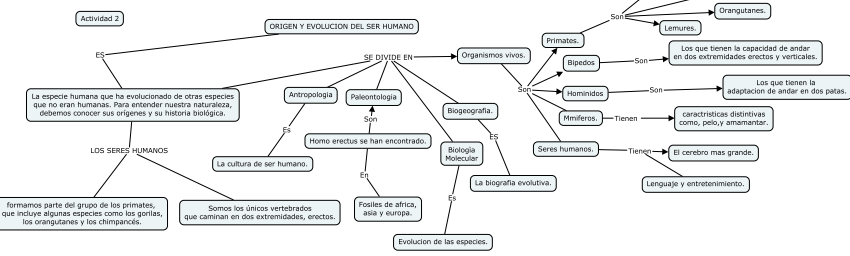 Actividad 2
ORIGEN Y EVOLUCION DEL SER HUMANO
ES
La especie humana que ha evolucionado de otras especies
que no eran humanas. Para entender nuestra naturaleza,
debemos conocer sus orígenes y su historia biológica.
LOS SERES HUMANOS
formamos parte del grupo de los primates,
que incluye algunas especies como los gorilas,
los orangutanes y los chimpancés.
Somos los únicos vertebrados
que caminan en dos extremidades, erectos.
SE DIVIDE EN
Antropologia
Es
La cultura de ser humano.
Paleontologia
Son
Homo erectus se han encontrado.
En
Fosiles de africa,
asia y europa.
Biología
Molecular
Es
Evolucion de las especies.
Biogeografia.
ES
La biografia evolutiva.
Organismos vivos.
Son
Primates.
Son
Orangutanes.
Lemures.
Bipedos
Son
Los que tienen la capacidad de andar
en dos extremidades erectos y verticales.
Hominidos
Son
Los que tienen la
adaptacion de andar en dos patas.
Mmiferos.
Tienen
caractristicas distintivas
como, pelo,y amamantar.
Seres humanos.
Tienen
El cerebro mas grande.
Lenguaje y entretenimiento.